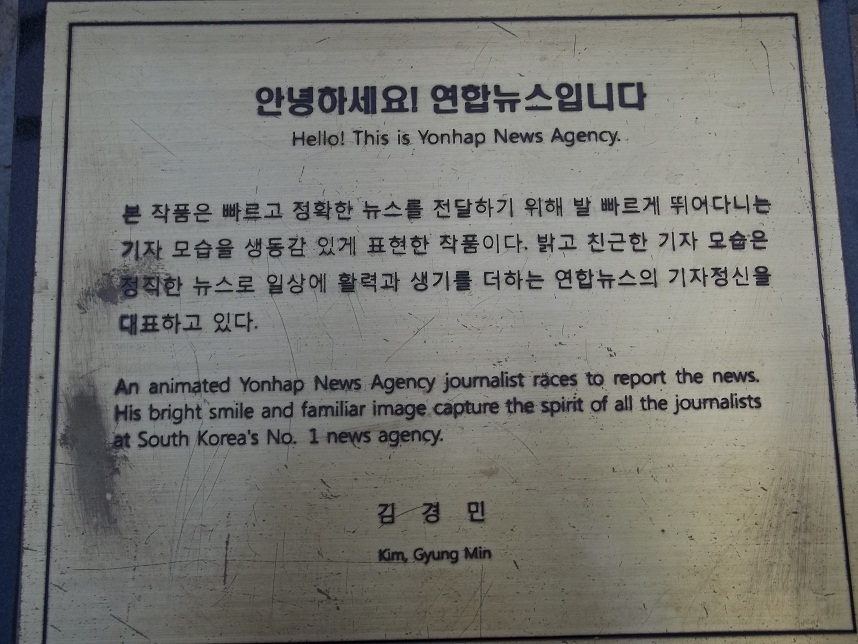 안녕하세요! 연합뉴스입니다
Hello! This is Yonhap News Agency.
본 작품은 빠르고 정확한 뉴스를 전달하기 위해 발 빠르게 뛰어다니는
기자 모습을 생동감 있게 표현한 작품이다. 밝고 친근한 기자 모습은
정직한 뉴스로 일상에 활력과 생기를 더하는 연합뉴스의 기자정신을
대표하고 있다.
An animated Yonhap News Agency journalist races to report the news.
His bright smile and familiar image capture the spirit of all the journalists
at South Korea's No. 1 news agency.
김 경 민
Kim, Gyung Min